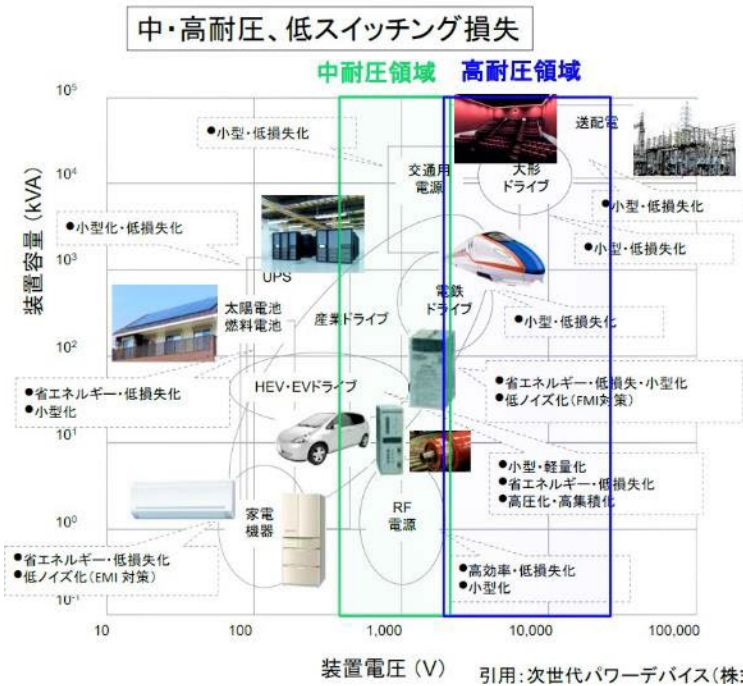 中・高耐圧、低スイッチング損失
中耐圧領域
高耐圧領域
装置容量 (kVA)
10⁵
10⁴
10³
10²
10¹
10⁰
10⁻¹
●小型・低損失化
交通用
電源
大形
ドライブ
送配電
●小型・低損失化
●小型・低損失化
●小型化・低損失化
UPS
太陽電池
燃料電池
産業ドライブ
電鉄
ドライブ
●小型・低損失化
●省エネルギー・低損失化
●小型化
HEV・EVドライブ
●省エネルギー・低損失・小型化
●低ノイズ化(FMI対策)
●小型・軽量化
●省エネルギー・低損失化
●高圧化・高集積化
家電
機器
RF
電源
●省エネルギー・低損失化
●低ノイズ化(EMI 対策)
●高効率・低損失化
●小型化
10
100
1,000
10,000
100,000
装置電圧 (V)
引用:次世代パワーデバイス(株